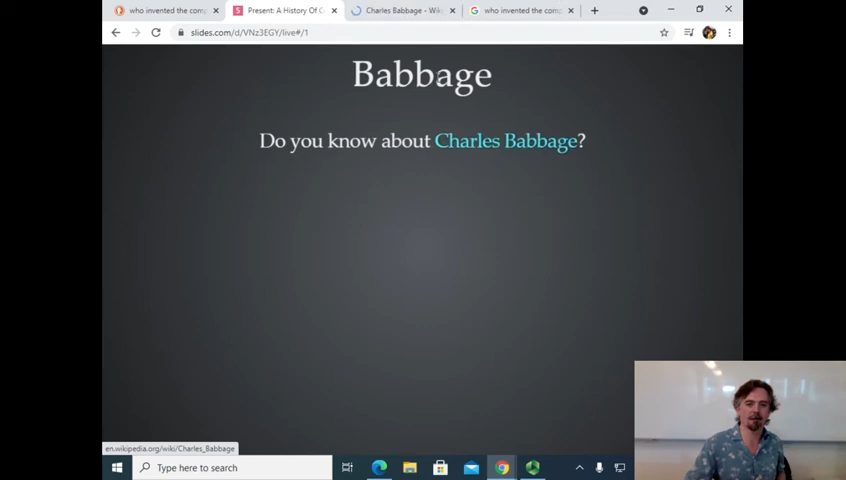 who invented the comp
Present: A History Of C
Charles Babbage - Wiki
who invented the comp
slides.com/d/VNz3EGY/live#/1
Babbage
Do you know about Charles Babbage?
en.wikipedia.org/wiki/Charles_Babbage
Type here to search